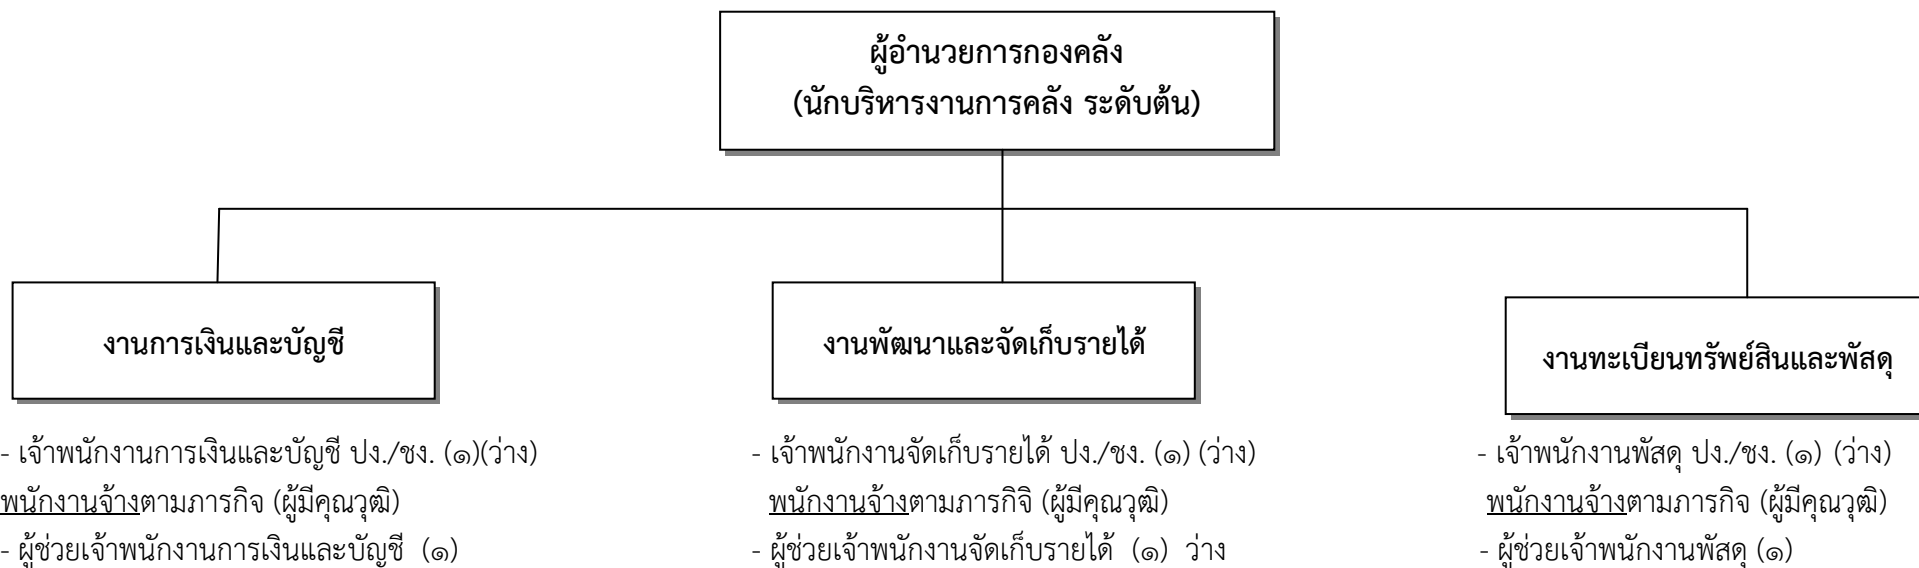 ผู้อำนวยการกองคลัง
(นักบริหารงานการคลัง ระดับต้น)
งานการเงินและบัญชี
- เจ้าพนักงานการเงินและบัญชี ปง./ชง. (๑)(ว่าง)
พนักงานจ้างตามภารกิจ (ผู้มีคุณวุฒิ)
- ผู้ช่วยเจ้าพนักงานการเงินและบัญชี (๑)
งานพัฒนาและจัดเก็บรายได้
- เจ้าพนักงานจัดเก็บรายได้ ปง./ชง. (๑) (ว่าง)
พนักงานจ้างตามภารกิจิ (ผู้มีคุณวุฒิ)
- ผู้ช่วยเจ้าพนักงานจัดเก็บรายได้ (๑) ว่าง
งานทะเบียนทรัพย์สินและพัสดุ
- เจ้าพนักงานพัสดุ ปง./ชง. (๑) (ว่าง)
พนักงานจ้างตามภารกิจ (ผู้มีคุณวุฒิ)
- ผู้ช่วยเจ้าพนักงานพัสดุ (๑)